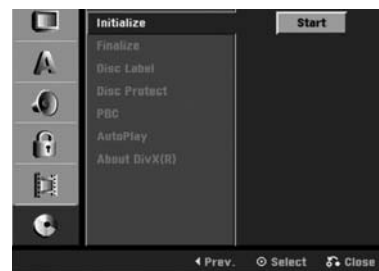 Initialize Start
Finalize
Disc Label
Disc Protect
PBC
AutoPlay
About DivX(R)
Prev. Select Close